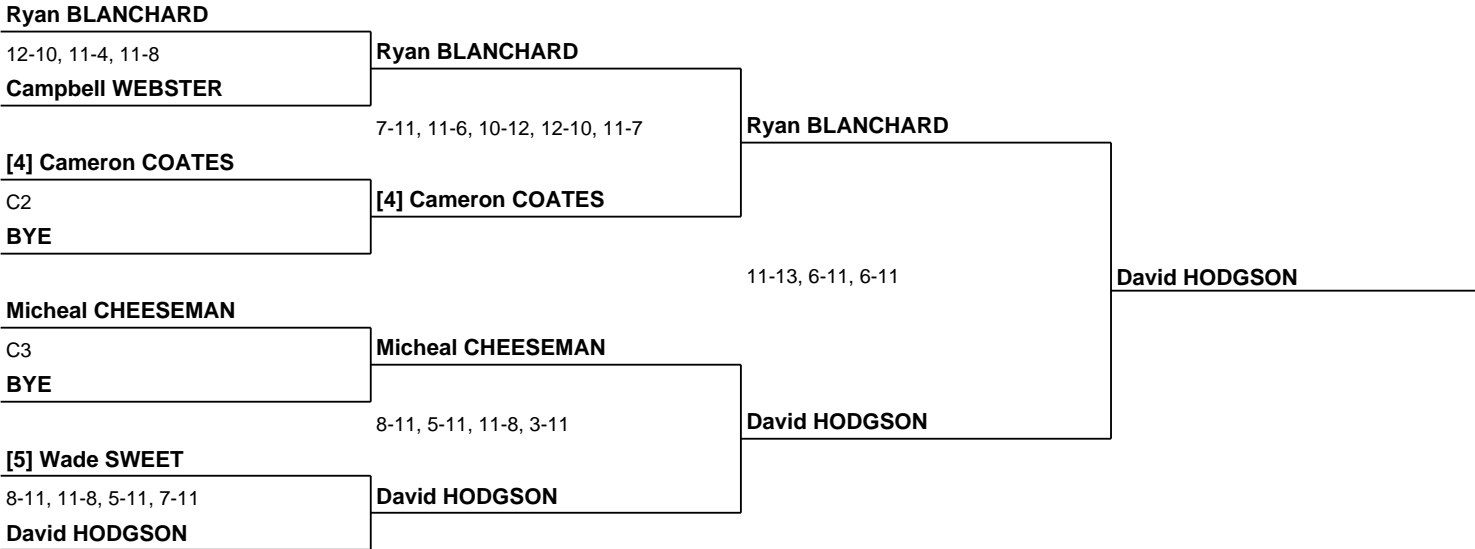 Ryan BLANCHARD
12-10, 11-4, 11-8
Ryan BLANCHARD
Campbell WEBSTER
7-11, 11-6, 10-12, 12-10, 11-7
Ryan BLANCHARD
[4] Cameron COATES
C2
[4] Cameron COATES
BYE
11-13, 6-11, 6-11
David HODGSON
Micheal CHEESEMAN
C3
Micheal CHEESEMAN
BYE
8-11, 5-11, 11-8, 3-11
David HODGSON
[5] Wade SWEET
8-11, 11-8, 5-11, 7-11
David HODGSON
David HODGSON